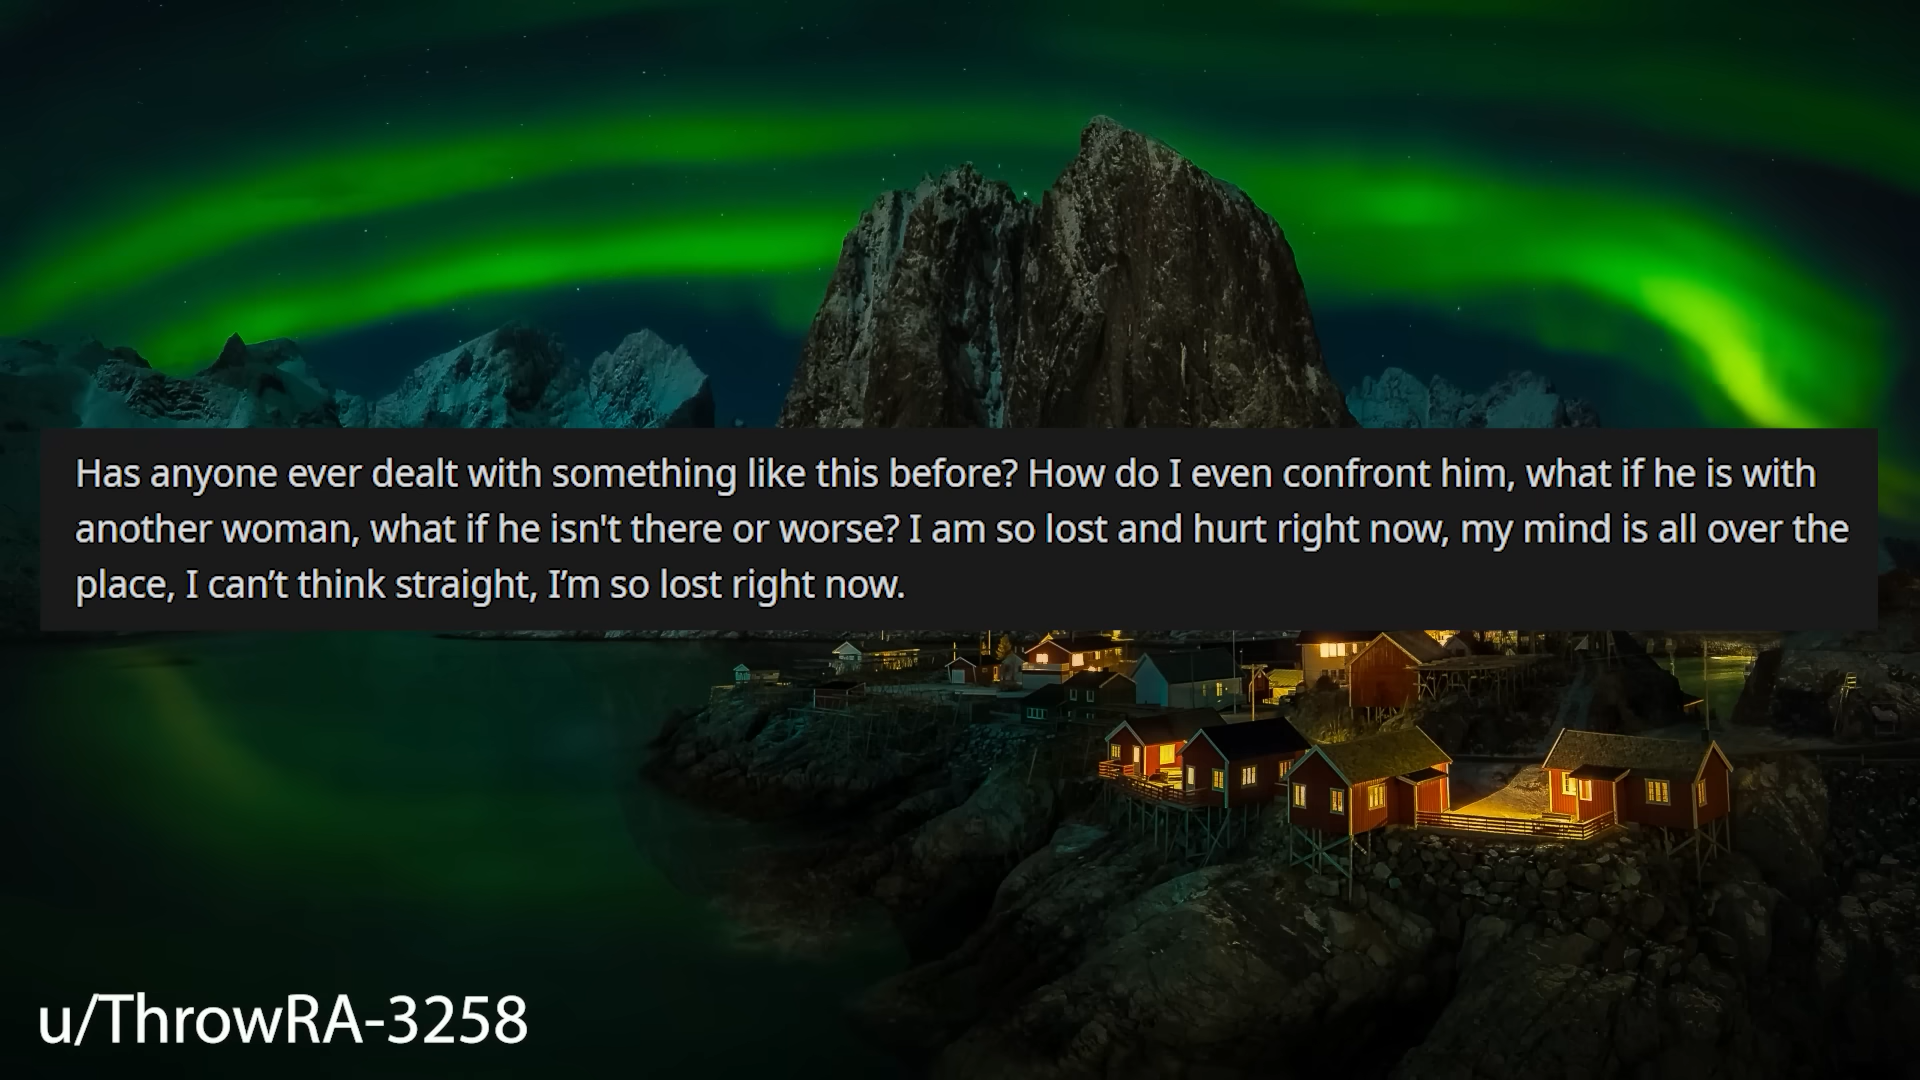 Has anyone ever dealt with something like this before? How do I even confront him, what if he is with
another woman, what if he isn't there or worse? I am so lost and hurt right now, my mind is all over the
place, I can’t think straight, I’m so lost right now.
u/ThrowRA-3258